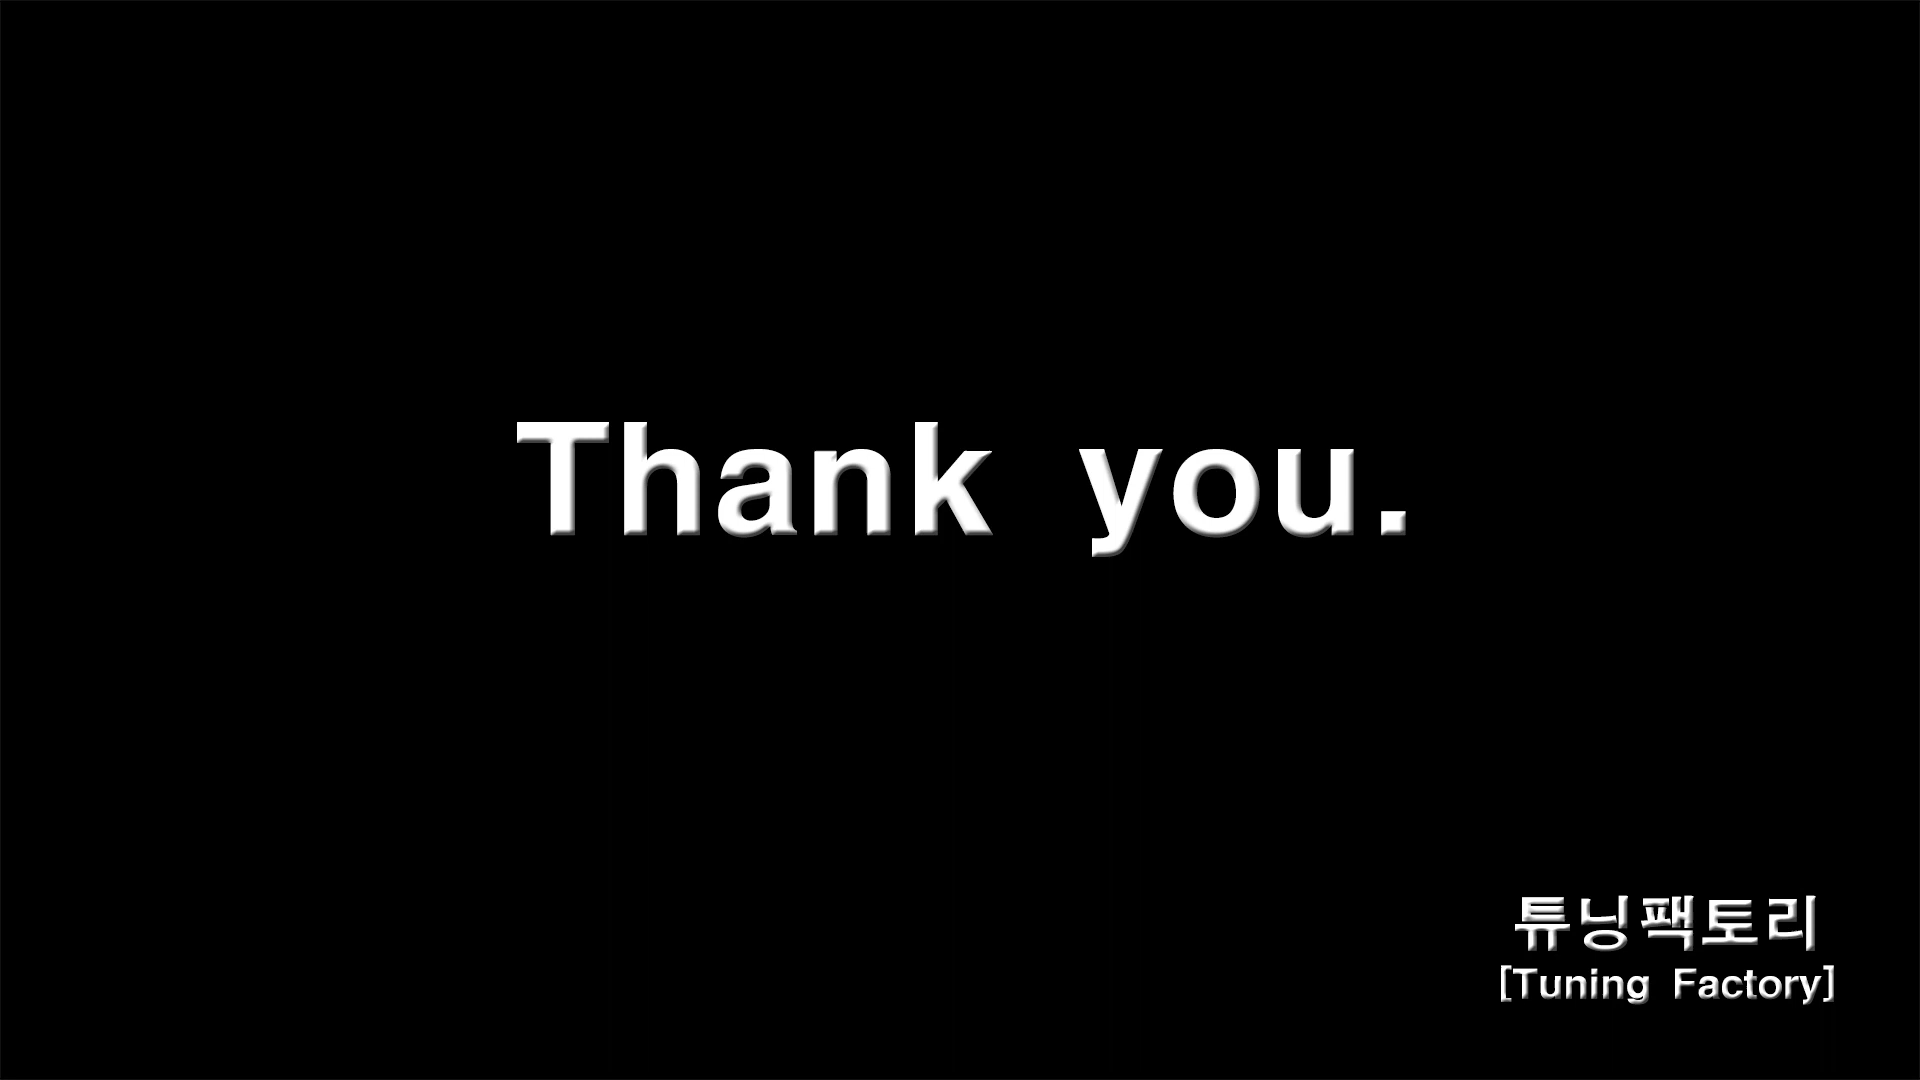 Thank you.
튜닝팩토리
[Tuning Factory]